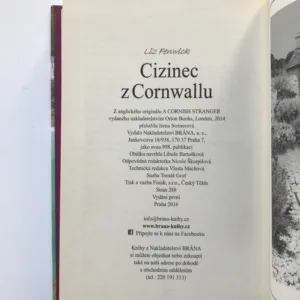 Liz Fenwick
Cizinec
z Cornwallu
Z anglického originálu A CORNISH STRANGER
vydaného nakladatelstvím Orion Books, London, 2014
přeložila Irena Steinerová
Vydalo Nakladatelství BRÁNA, a. s.,
Jankovcova 18/938, 170 37 Praha 7,
jako svou 998. publikaci
Obálku navrhla Libuše Bartošková
Odpovědná redaktorka Nicole Škorpilová
Technická redakce Vlasta
Sazba Tomáš Graf
Tisk a vazba Finidr, s.r.o., Český Těšín
Stran 288
Vydání první
Praha 2016
info@brana-knihy.cz
www.brana-knihy.cz
Připojte se k nám na Facebooku
Knihy z Nakladatelství BRÁNA
si můžete objednat nebo zakoupit
také na naší adrese po dohodě
s obchodním oddělením
(tel.: 220 191 313)